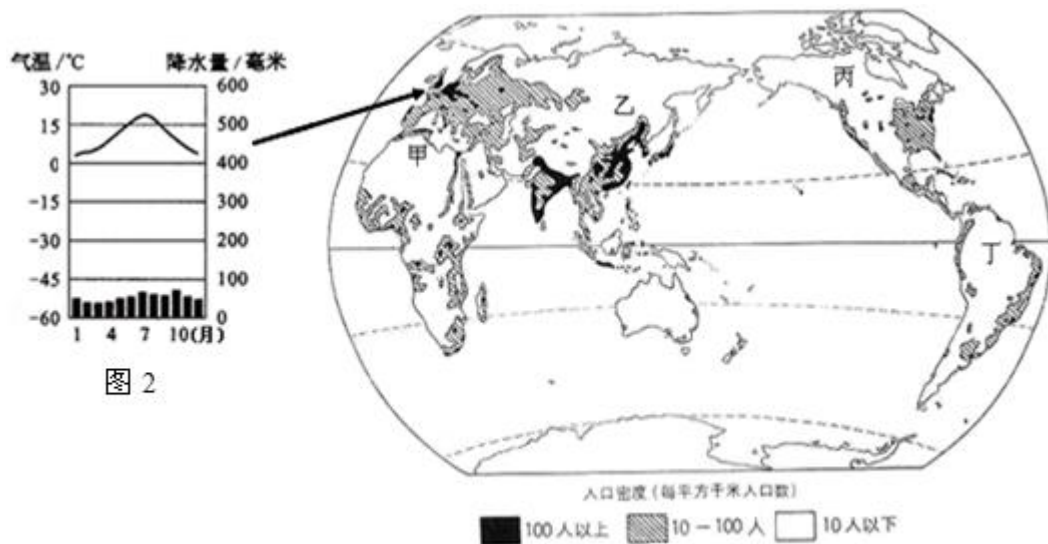 气温/℃ 降水量/毫米
30 600
15 500
0 400
-15 300
-30 200
-45 100
-60 0
1 4 7 10(月)
图 2
甲
乙
丙
丁
人口密度(每平方千米人口数)
100人以上 10－100人 10人以下